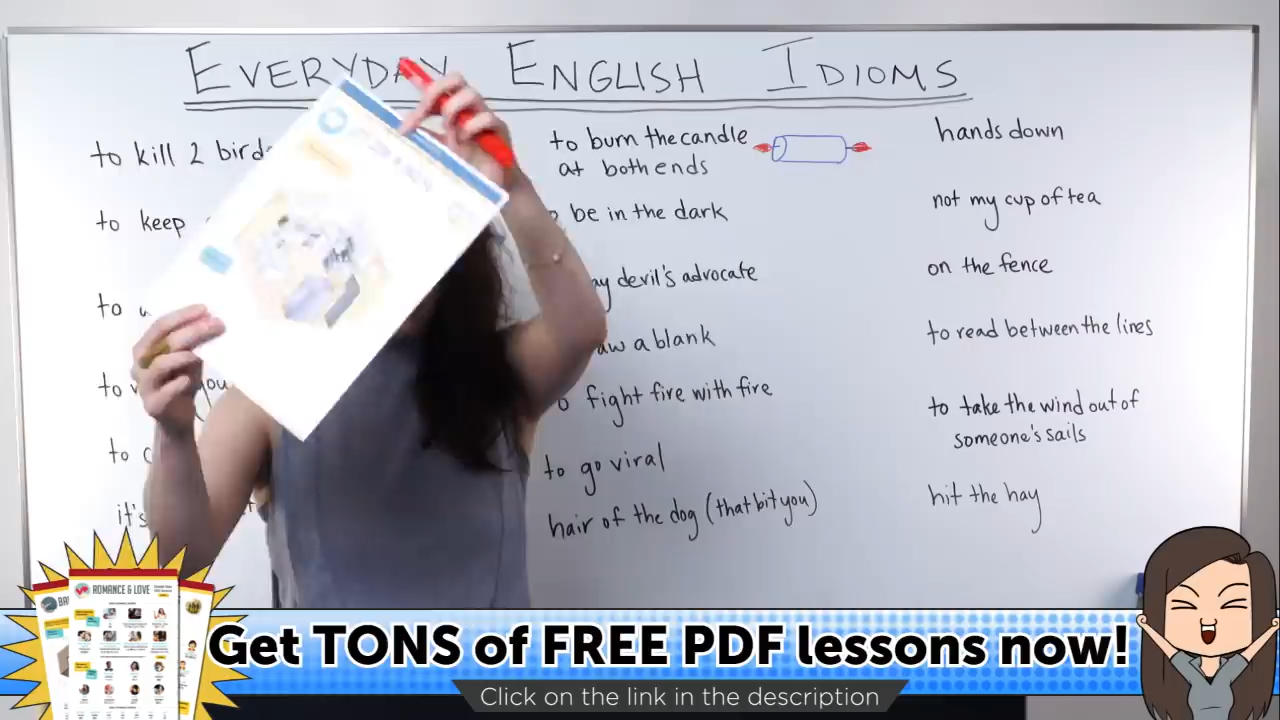 EVERYDAY ENGLISH IDIOMS
to kill 2 birds
to keep
to
to
to
it's
to burn the candle
at both ends
be in the dark
devil's advocate
a blank
fight fire with fire
to go viral
hair of the dog (that bit you)
hands down
not my cup of tea
on the fence
to read between the lines
to take the wind out of
someone's sails
hit the hay
ROMANCE & LOVE
Get TONS of FREE PDF lessons now!
Click on the link in the description